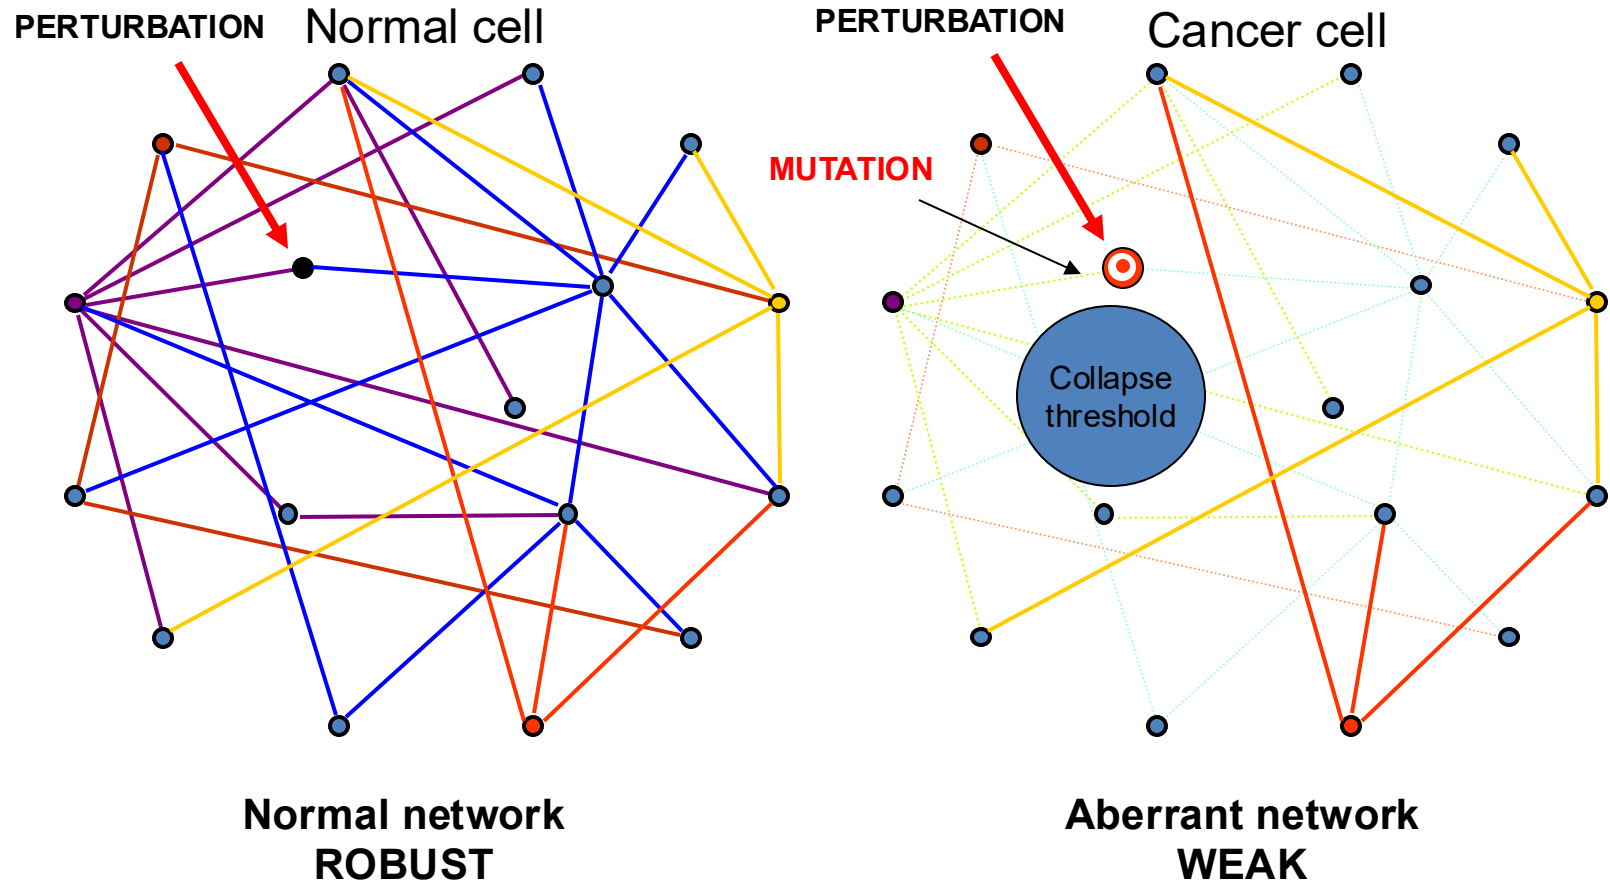 PERTURBATION
Normal cell
PERTURBATION
Cancer cell
MUTATION
Collapse
threshold
Normal network
ROBUST
Aberrant network
WEAK